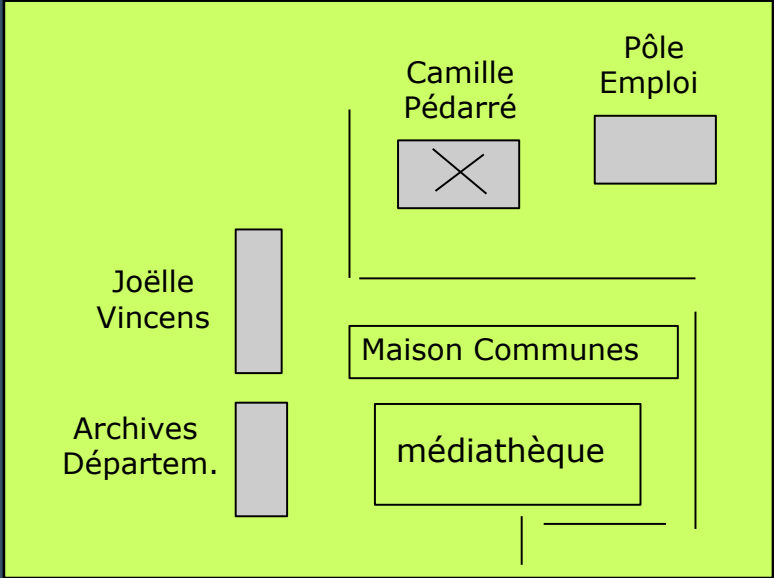 Pôle
Emploi
Camille
Pédarré
Joëlle
Vincens
Maison Communes
Archives
Départem.
médiathèque